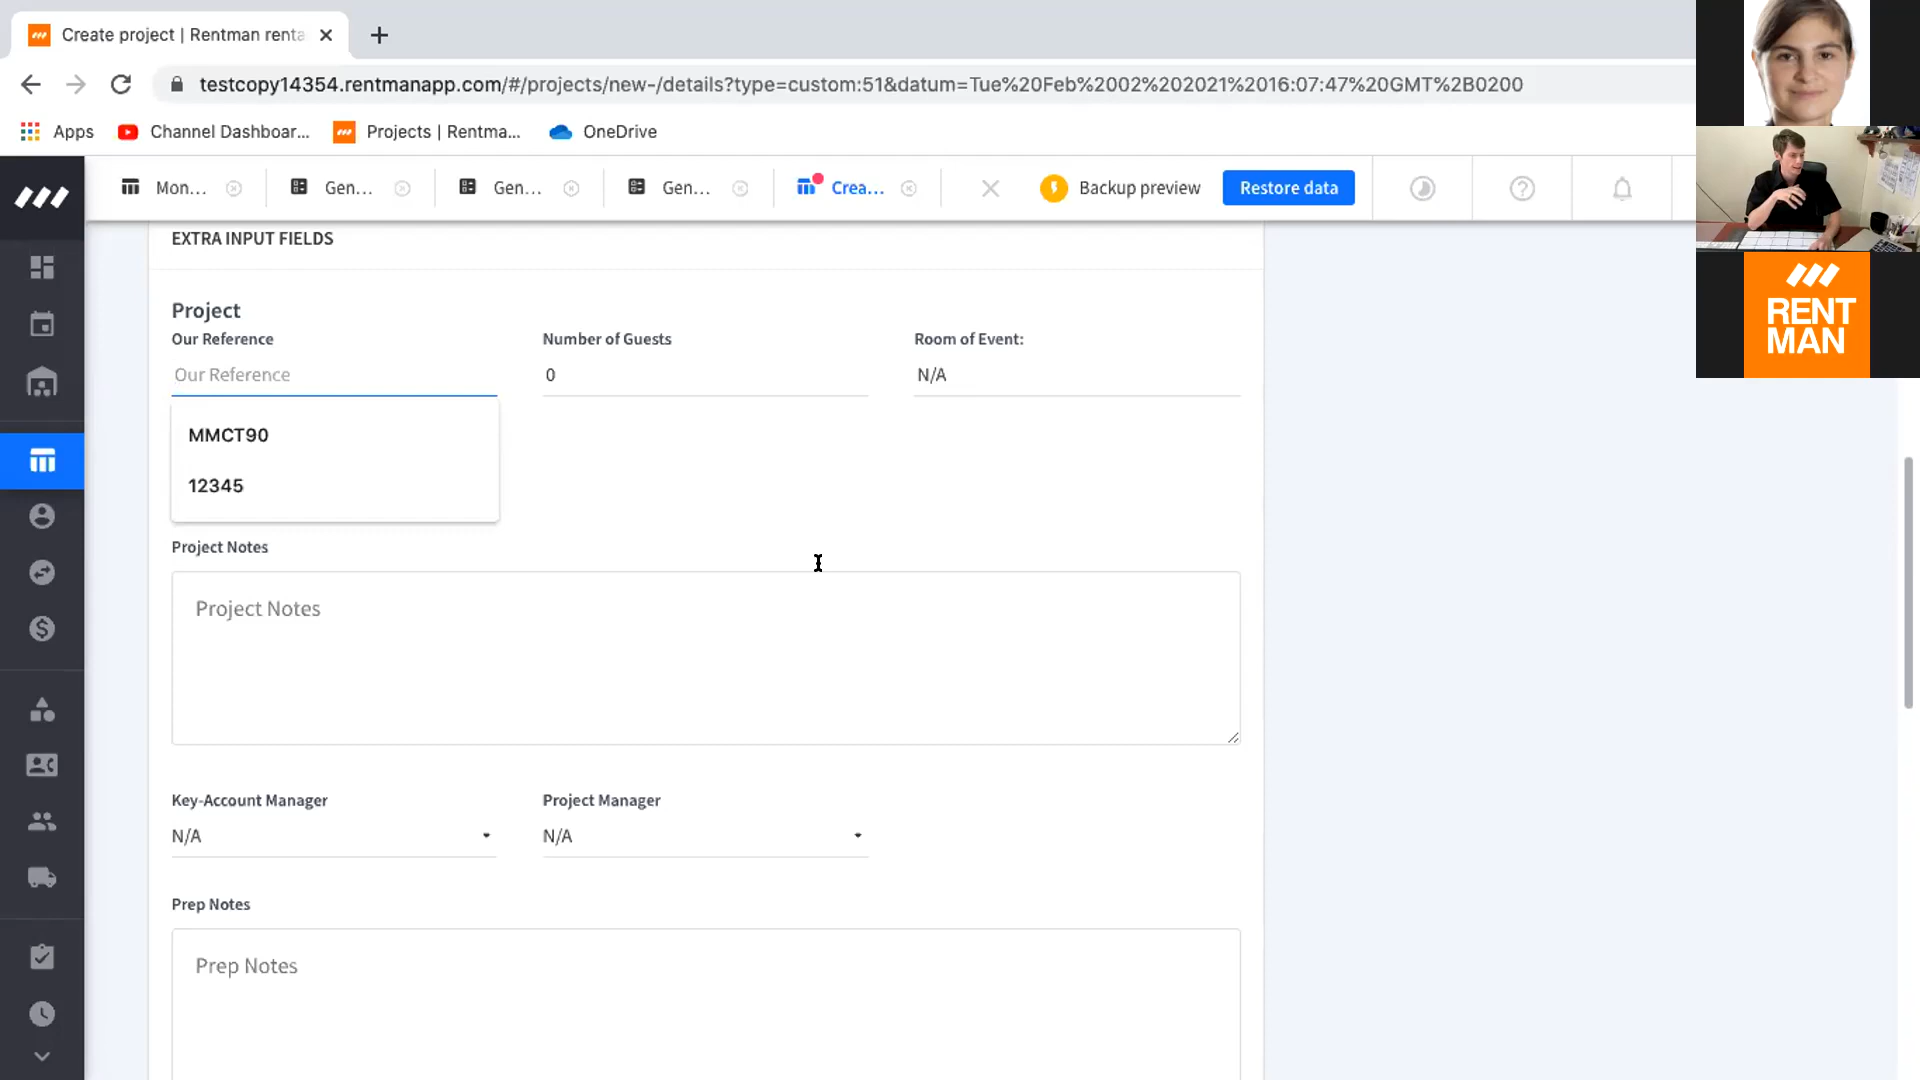 Create project | Rentman renta
testcopy14354.rentmanapp.com/#/projects/new-/details?type=custom:51&datum=Tue%20Feb%2002%202021%2016:07:47%20GMT%2B0200
Apps
Channel Dashboar...
Projects | Rentma...
OneDrive
Mon...
Gen...
Gen...
Gen...
Crea...
Backup preview
Restore data
RENT
MAN
EXTRA INPUT FIELDS
Project
Our Reference
Number of Guests
Room of Event:
Our Reference
0
N/A
MMCT90
12345
Project Notes
Project Notes
Key-Account Manager
Project Manager
N/A
N/A
Prep Notes
Prep Notes